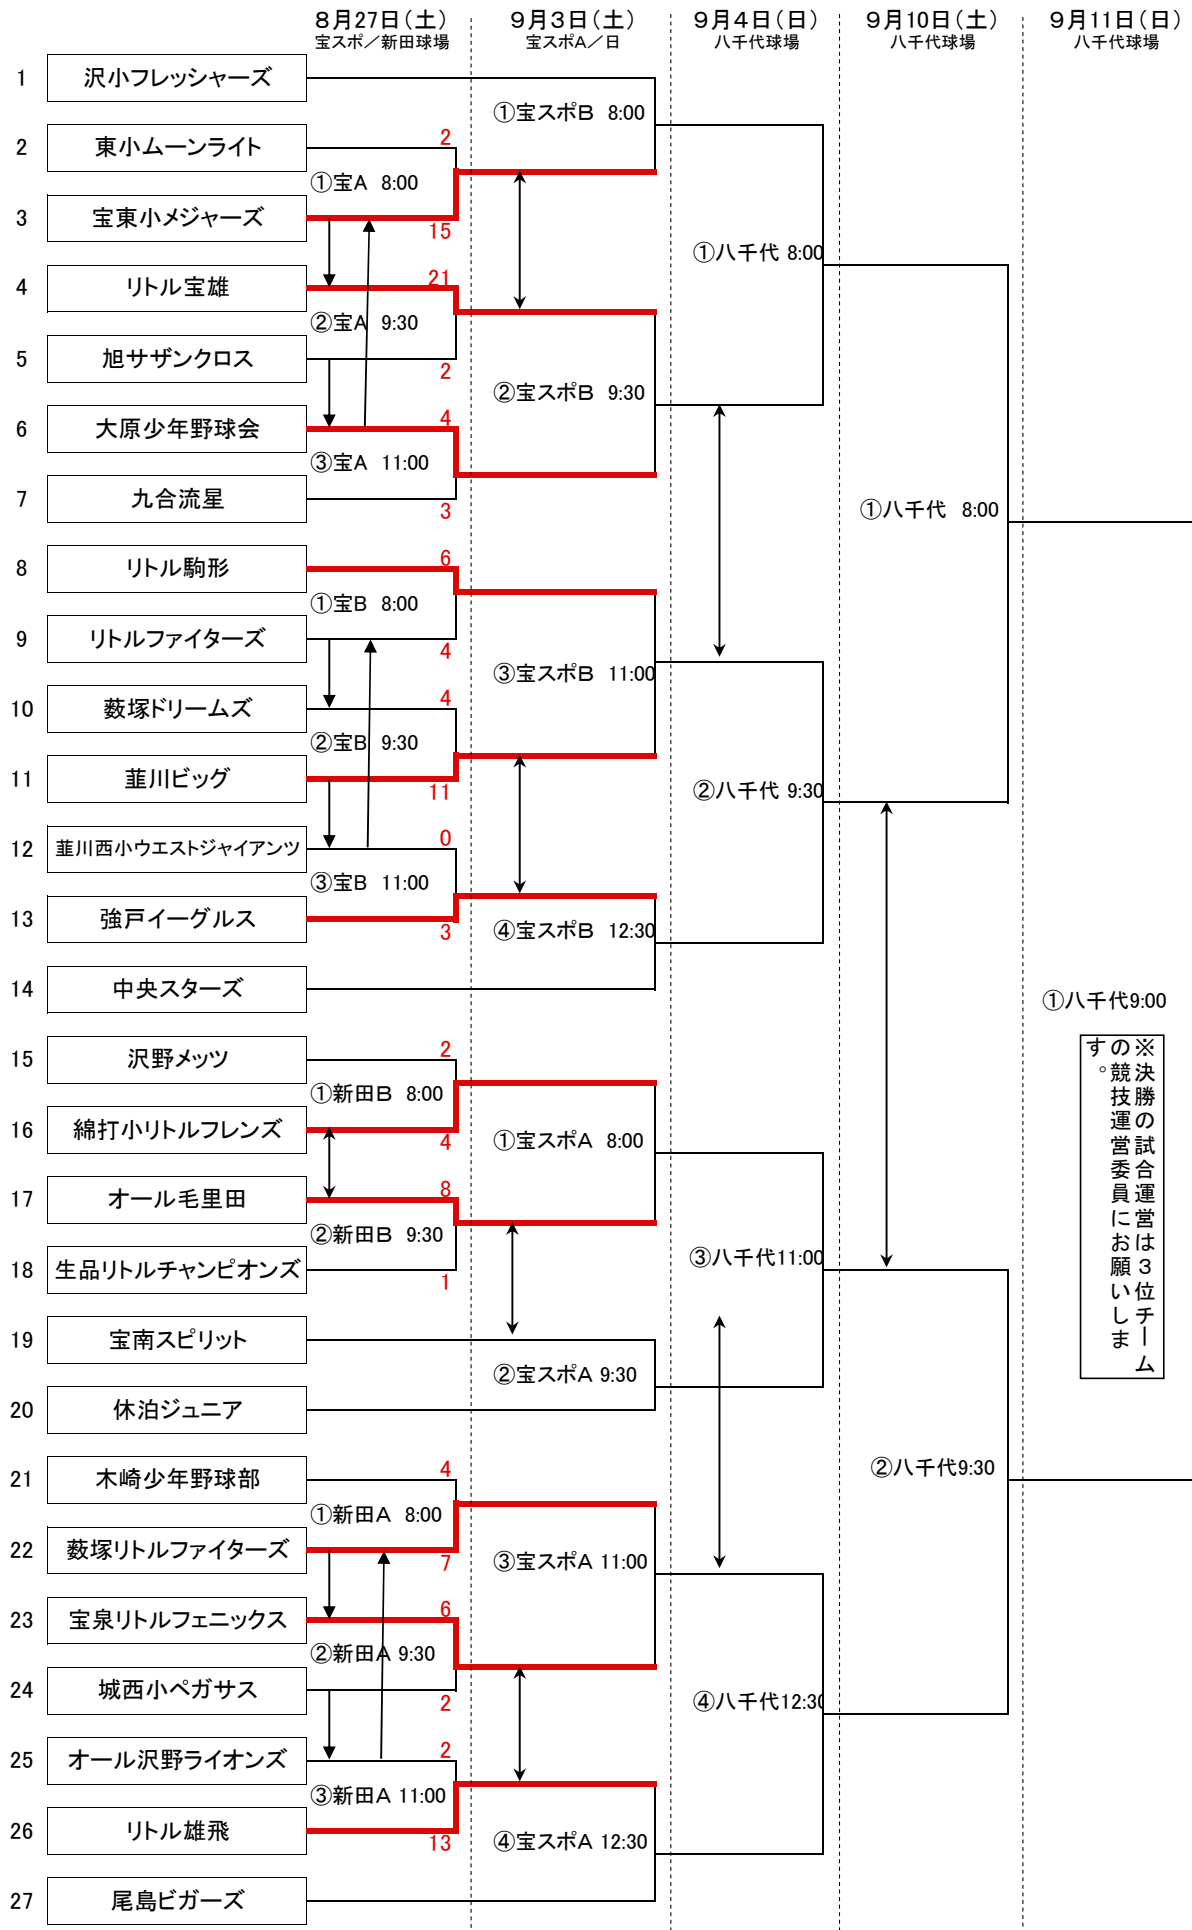 ８月27日（土）　９月３日（土）　９月４日（日）　９月10日（土）　９月11日（日）
宝スポ／新田球場　宝スポA／日　八千代球場　八千代球場　八千代球場
1 沢小フレッシャーズ
①宝スポＢ 8:00
2 東小ムーンライト 2
①宝A 8:00
3 宝東小メジャーズ 15
①八千代 8:00
4 リトル宝雄 21
②宝A 9:30
5 旭サザンクロス 2
②宝スポＢ 9:30
6 大原少年野球会 4
③宝A 11:00
7 九合流星 3
①八千代 8:00
8 リトル駒形 6
①宝B 8:00
9 リトルファイターズ 4
③宝スポＢ 11:00
10 薮塚ドリームズ 4
②宝B 9:30
11 韮川ビッグ 11
②八千代 9:30
12 韮川西小ウエストジャイアンツ 0
③宝B 11:00
13 強戸イーグルス 3
④宝スポＢ 12:30
14 中央スターズ
①八千代9:00
※決勝の試合運営は３位チーム
の競技運営委員にお願いしま
す。
15 沢野メッツ 2
①新田Ｂ 8:00
16 綿打小リトルフレンズ 4
①宝スポA 8:00
17 オール毛里田 8
②新田Ｂ 9:30
18 生品リトルチャンピオンズ 1
③八千代11:00
19 宝南スピリット
②宝スポA 9:30
20 休泊ジュニア
21 木崎少年野球部 4
②八千代9:30
①新田Ａ 8:00
22 薮塚リトルファイターズ 7
③宝スポA 11:00
23 宝泉リトルフェニックス 6
②新田Ａ 9:30
24 城西小ペガサス 2
④八千代12:30
25 オール沢野ライオンズ 2
③新田Ａ 11:00
26 リトル雄飛 13
④宝スポA 12:30
27 尾島ビガーズ